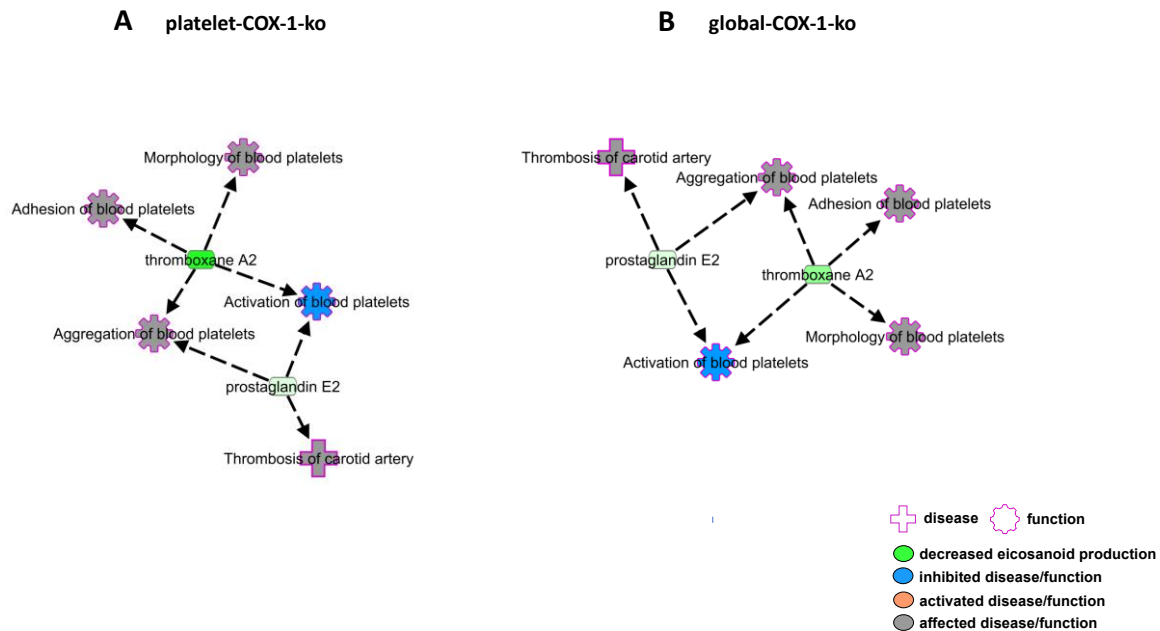 A platelet-COX-1-ko
Morphology of blood platelets
Adhesion of blood platelets
thromboxane A2
Activation of blood platelets
Aggregation of blood platelets
prostaglandin E2
Thrombosis of carotid artery
B global-COX-1-ko
Thrombosis of carotid artery
Aggregation of blood platelets
Adhesion of blood platelets
prostaglandin E2
thromboxane A2
Morphology of blood platelets
Activation of blood platelets
disease function
decreased eicosanoid production
inhibited disease/function
activated disease/function
affected disease/function